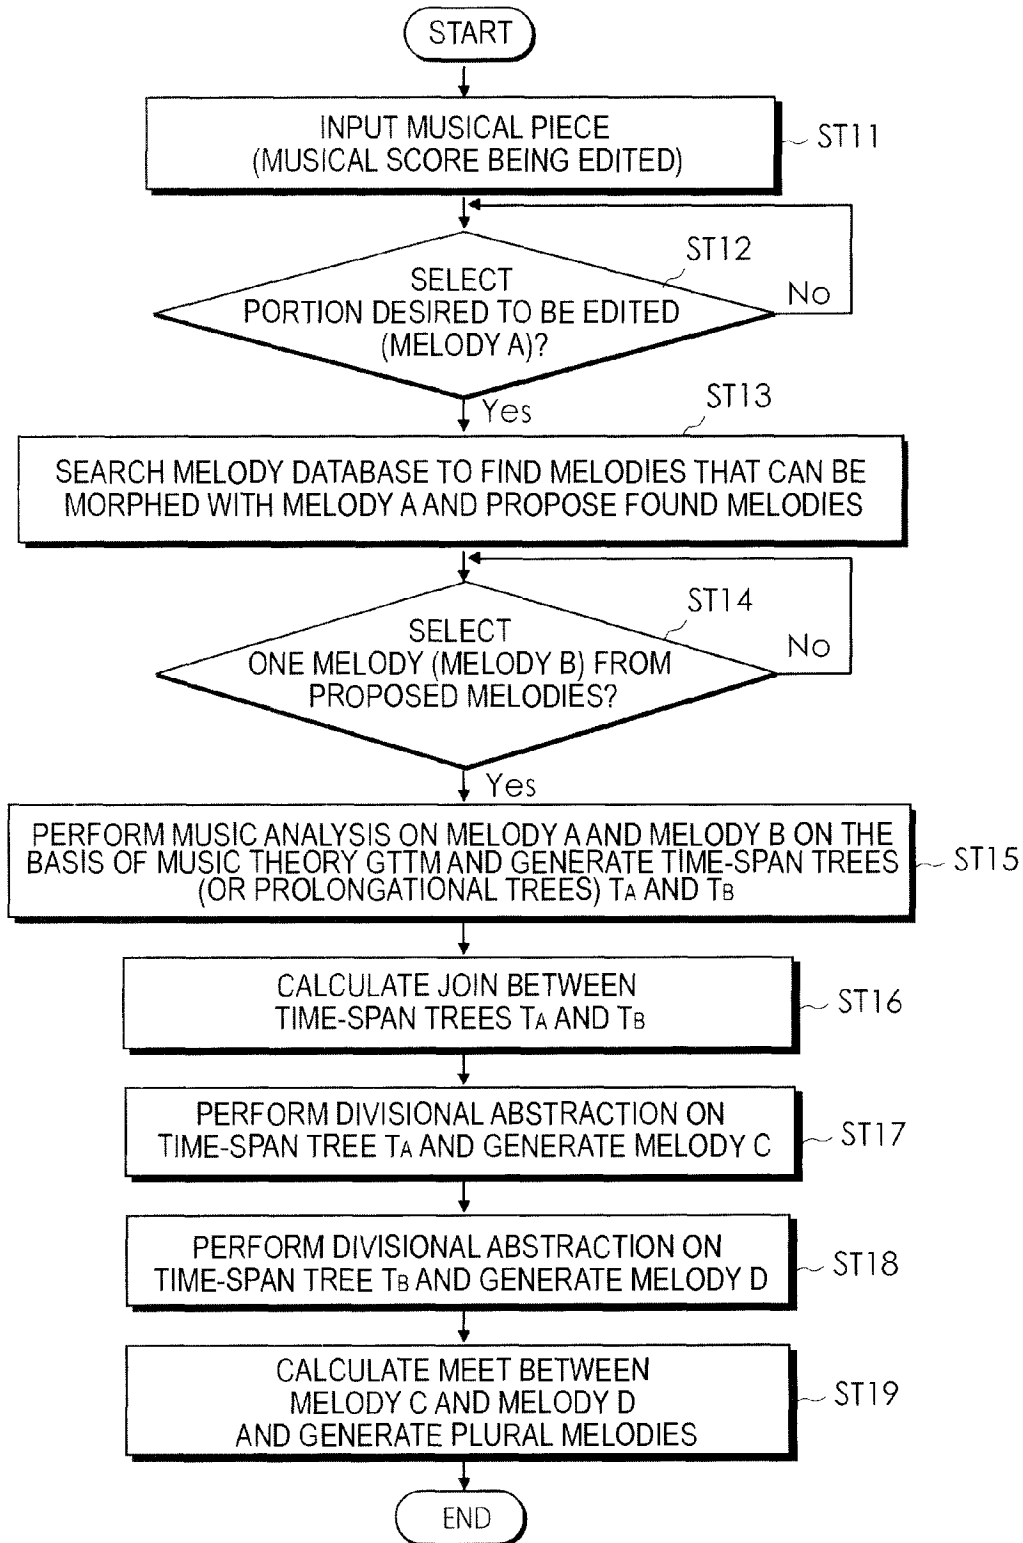 START
INPUT MUSICAL PIECE
(MUSICAL SCORE BEING EDITED)
ST11
ST12
SELECT
PORTION DESIRED TO BE EDITED
(MELODY A)?
No
Yes
ST13
SEARCH MELODY DATABASE TO FIND MELODIES THAT CAN BE
MORPHED WITH MELODY A AND PROPOSE FOUND MELODIES
ST14
SELECT
ONE MELODY (MELODY B) FROM
PROPOSED MELODIES?
No
Yes
PERFORM MUSIC ANALYSIS ON MELODY A AND MELODY B ON THE
BASIS OF MUSIC THEORY GTTM AND GENERATE TIME-SPAN TREES
(OR PROLONGATIONAL TREES) TA AND TB
ST15
CALCULATE JOIN BETWEEN
TIME-SPAN TREES TA AND TB
ST16
PERFORM DIVISIONAL ABSTRACTION ON
TIME-SPAN TREE TA AND GENERATE MELODY C
ST17
PERFORM DIVISIONAL ABSTRACTION ON
TIME-SPAN TREE TB AND GENERATE MELODY D
ST18
CALCULATE MEET BETWEEN
MELODY C AND MELODY D
AND GENERATE PLURAL MELODIES
ST19
END